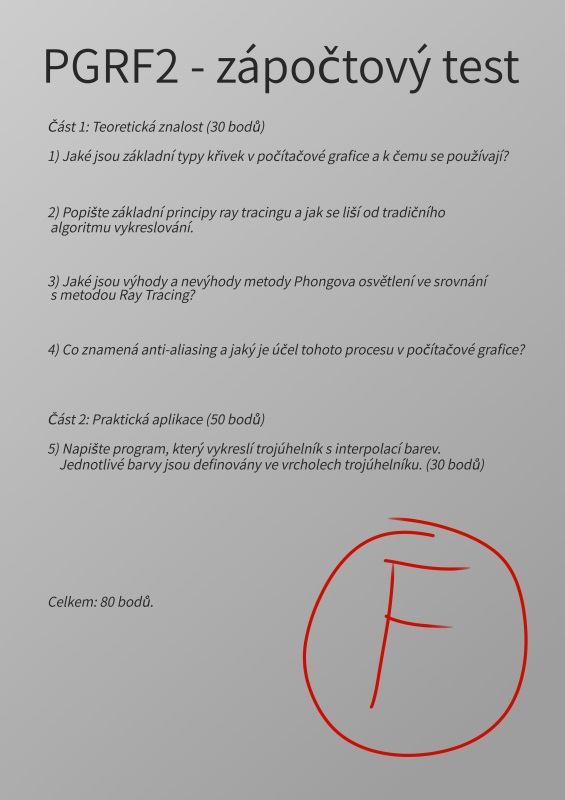 PGRF2 - zápočtový test
Část 1: Teoretická znalost (30 bodů)
1) Jaké jsou základní typy křivek v počítačové grafice a k čemu se používají?
2) Popište základní principy ray tracingu a jak se liší od tradičního
algoritmu vykreslování.
3) Jaké jsou výhody a nevýhody metody Phongova osvětlení ve srovnání
s metodou Ray Tracing?
4) Co znamená anti-aliasing a jaký je účel tohoto procesu v počítačové grafice?
Část 2: Praktická aplikace (50 bodů)
5) Napište program, který vykreslí trojúhelník s interpolací barev.
Jednotlivé barvy jsou definovány ve vrcholech trojúhelníku. (30 bodů)
Celkem: 80 bodů.
F